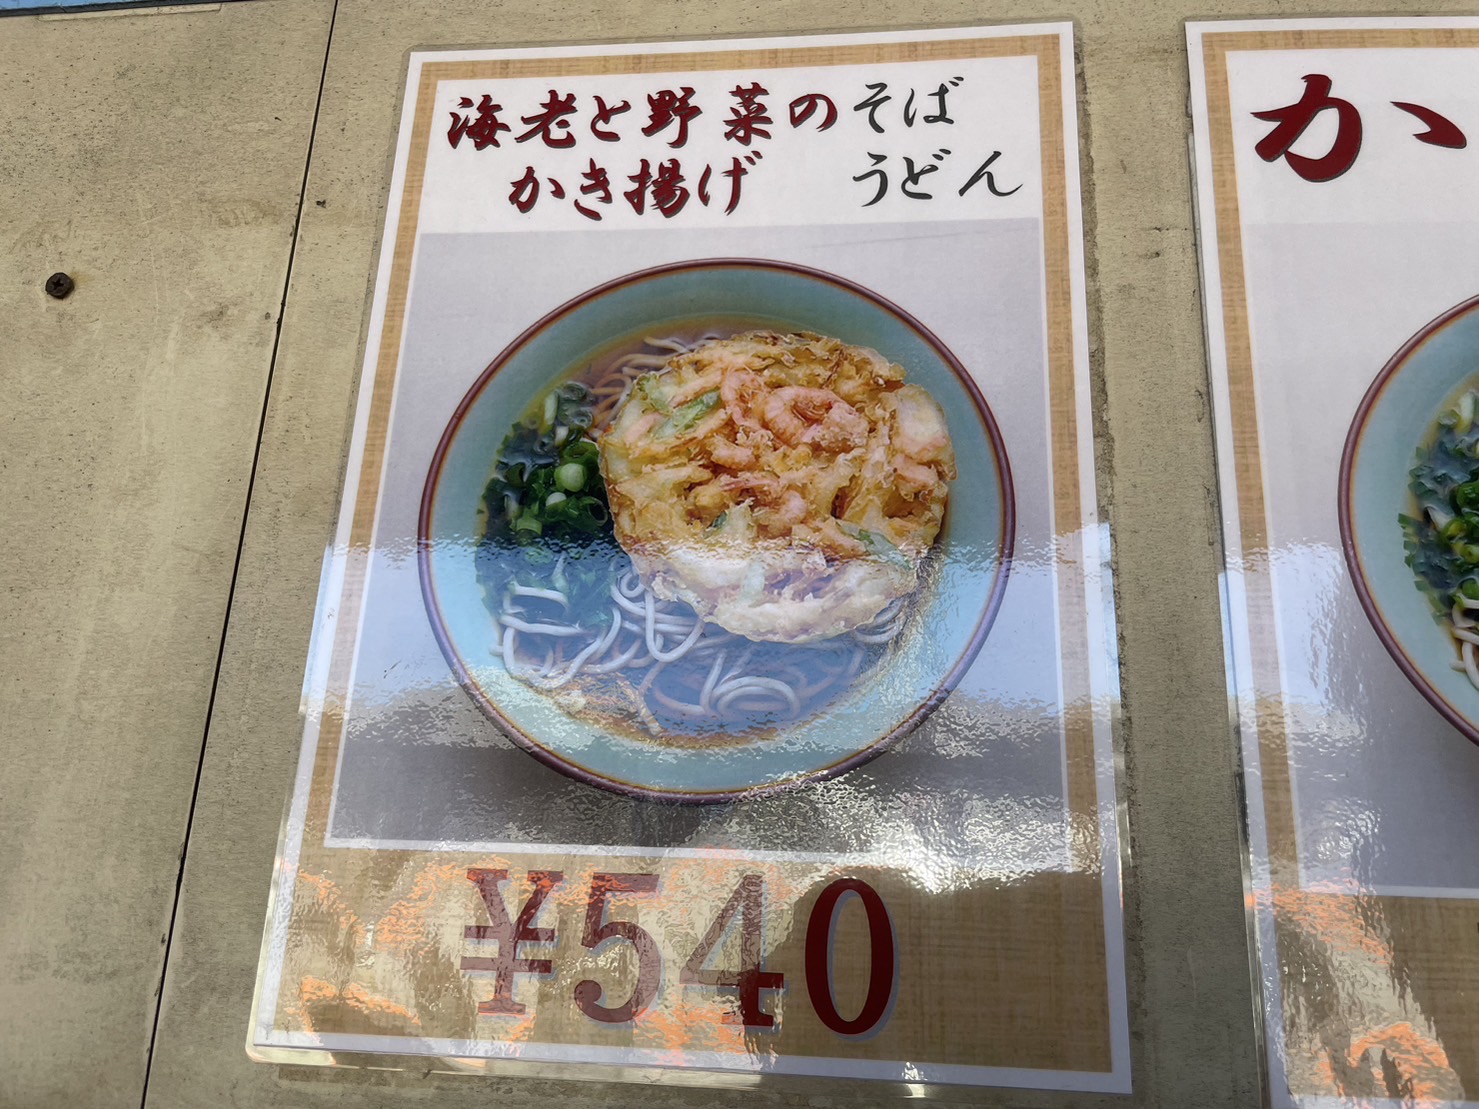 海老と野菜の
かき揚げ
そば
うどん
¥540
か